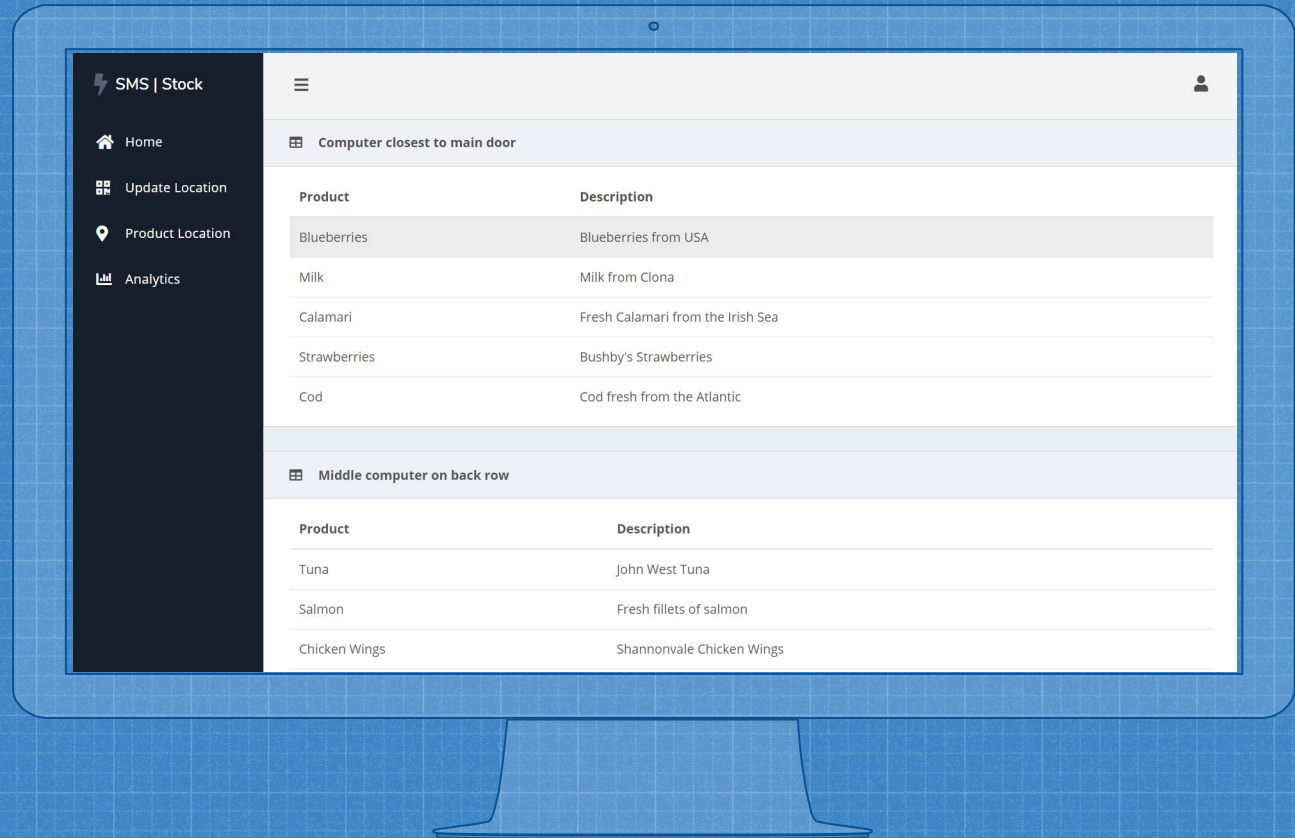 SMS | Stock
Home
Update Location
Product Location
Analytics
Computer closest to main door
Product Description
Blueberries Blueberries from USA
Milk Milk from Clona
Calamari Fresh Calamari from the Irish Sea
Strawberries Bushby's Strawberries
Cod Cod fresh from the Atlantic
Middle computer on back row
Product Description
Tuna John West Tuna
Salmon Fresh fillets of salmon
Chicken Wings Shannonvale Chicken Wings